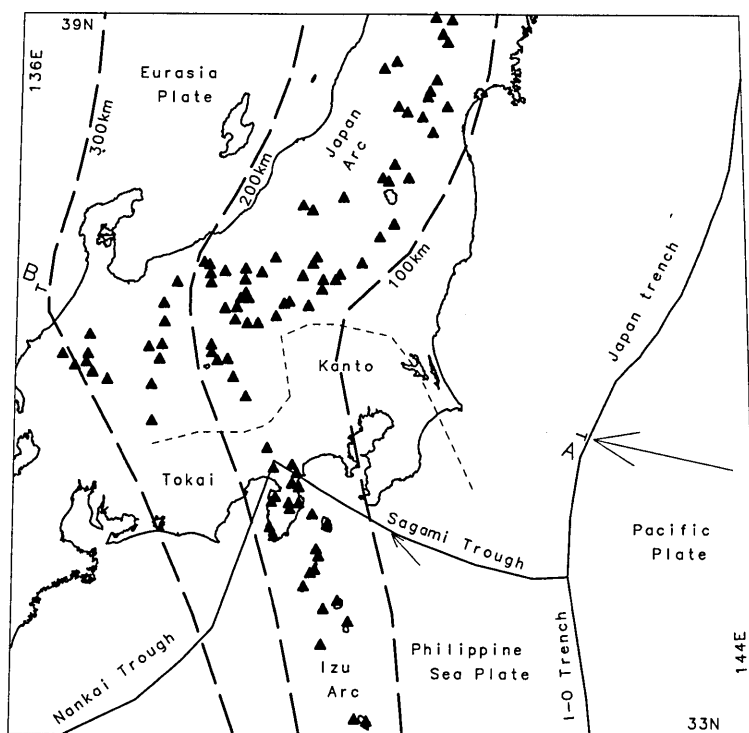 39N
136E
Eurasia
Plate
300km
Japan
Arc
200km
100km
B
Japan trench
Kanto
A
Tokai
Sagami Trough
Pacific
Plate
Nankai Trough
Izu
Arc
Philippine
Sea Plate
I-O Trench
144E
33N